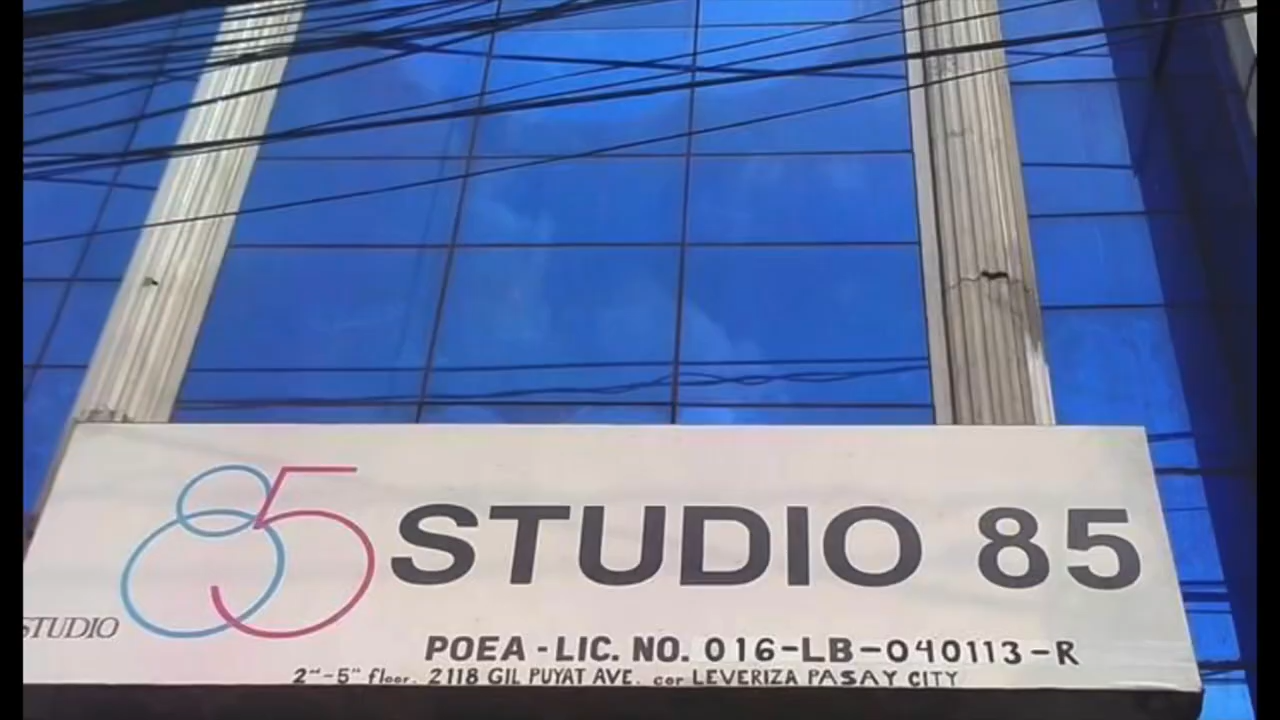 85 STUDIO 85
STUDIO
POEA - LIC. NO. 016-LB-040113-R
2nd-5th floor. 2118 GIL PUYAT AVE. cor LEVERIZA PASAY CITY